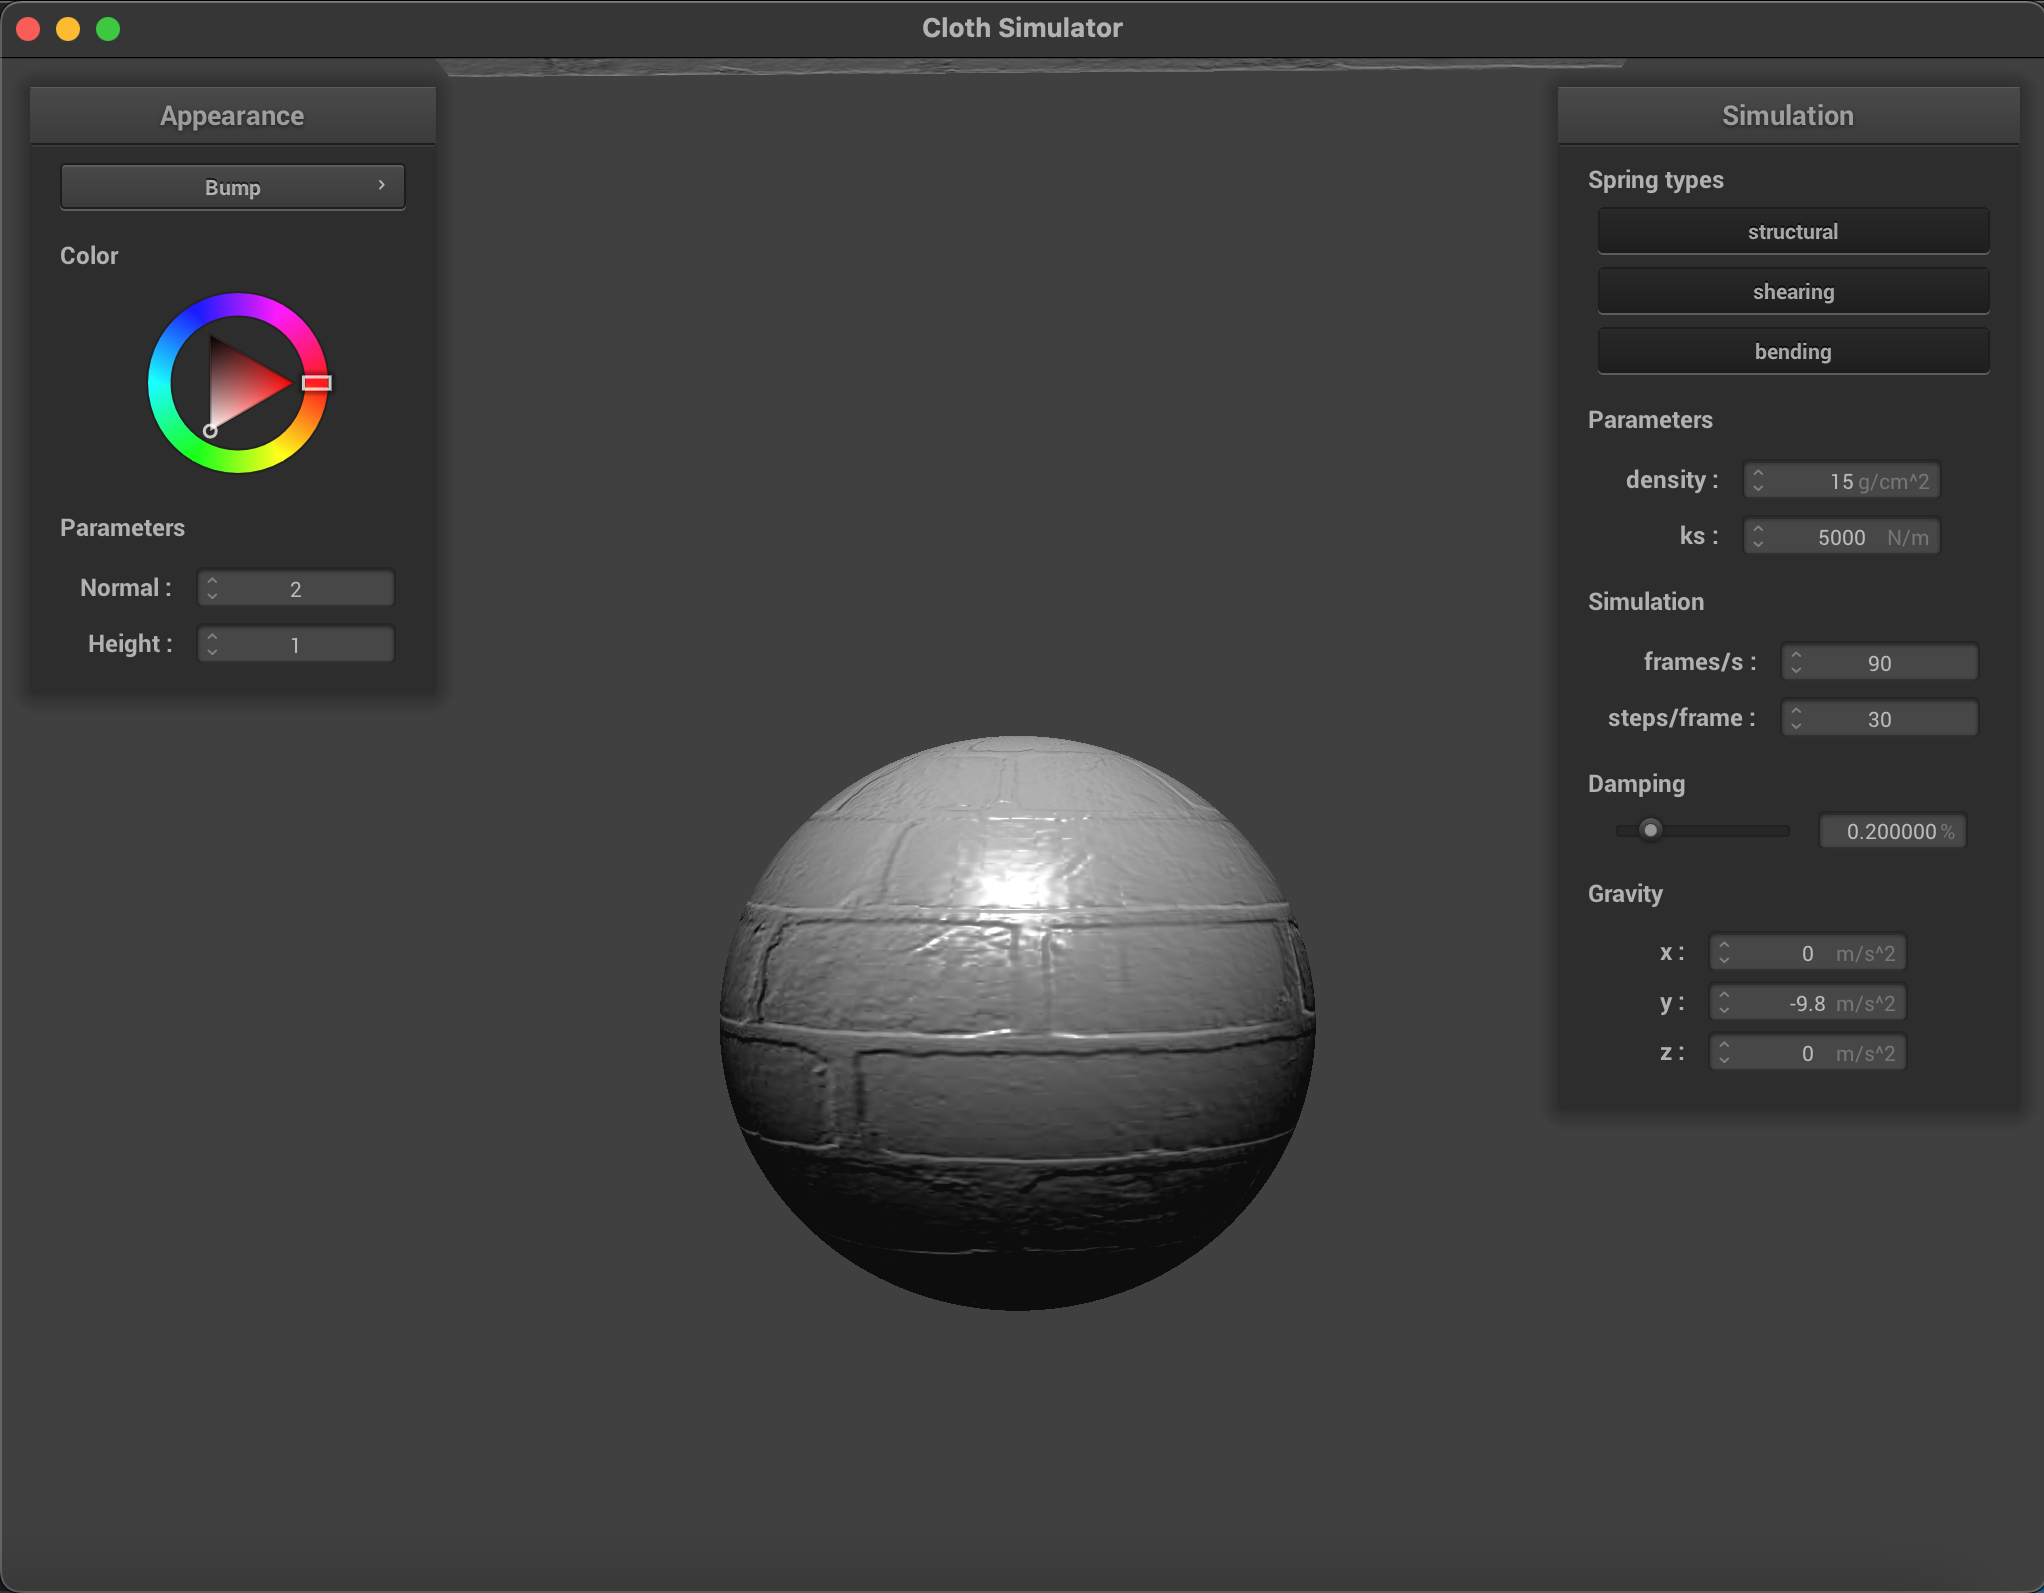 Cloth Simulator
Appearance
Bump
Color
Parameters
Normal : 2
Height : 1
Simulation
Spring types
structural
shearing
bending
Parameters
density : 15 g/cm^2
ks : 5000 N/m
Simulation
frames/s : 90
steps/frame : 30
Damping
0.200000 %
Gravity
x : 0 m/s^2
y : -9.8 m/s^2
z : 0 m/s^2